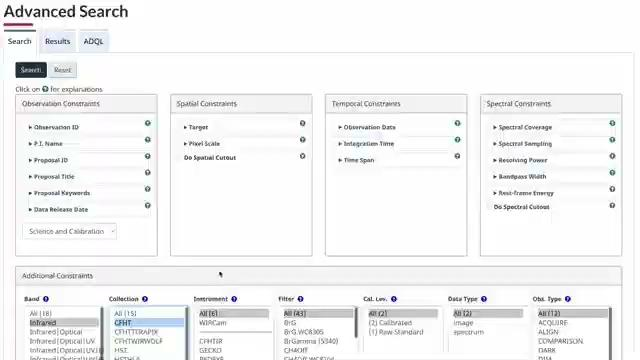 Advanced Search
Search Results ADQL
Search Reset
Click on ? for explanations
Observation Constraints
Observation ID
P.I. Name
Proposal ID
Proposal Title
Proposal Keywords
Data Release Date
Science and Calibration
Spatial Constraints
Target
Pixel Scale
Do Spatial Cutout
Temporal Constraints
Observation Date
Integration Time
Time Span
Spectral Constraints
Spectral Coverage
Spectral Sampling
Resolving Power
Bandpass Width
Rest-frame Energy
Do Spectral Cutout
Additional Constraints
Band
All (18)
Infrared
Infrared|Optical
Infrared|Optical|UV
Collection
All (15)
CFHT
CFHTTERAPIX
CFHTWIRWOLF
HST
Instrument
All (6)
WIRCam
CFHTIR
GECKO
Filter
All (43)
BrG
BrG.WC8305
BrGamma (5340)
CH4Off
Cal. Lev.
All (2)
(2) Calibrated
(1) Raw Standard
Data Type
All (2)
image
spectrum
Obs. Type
All (12)
ACQUIRE
ALIGN
COMPARISON
DARK